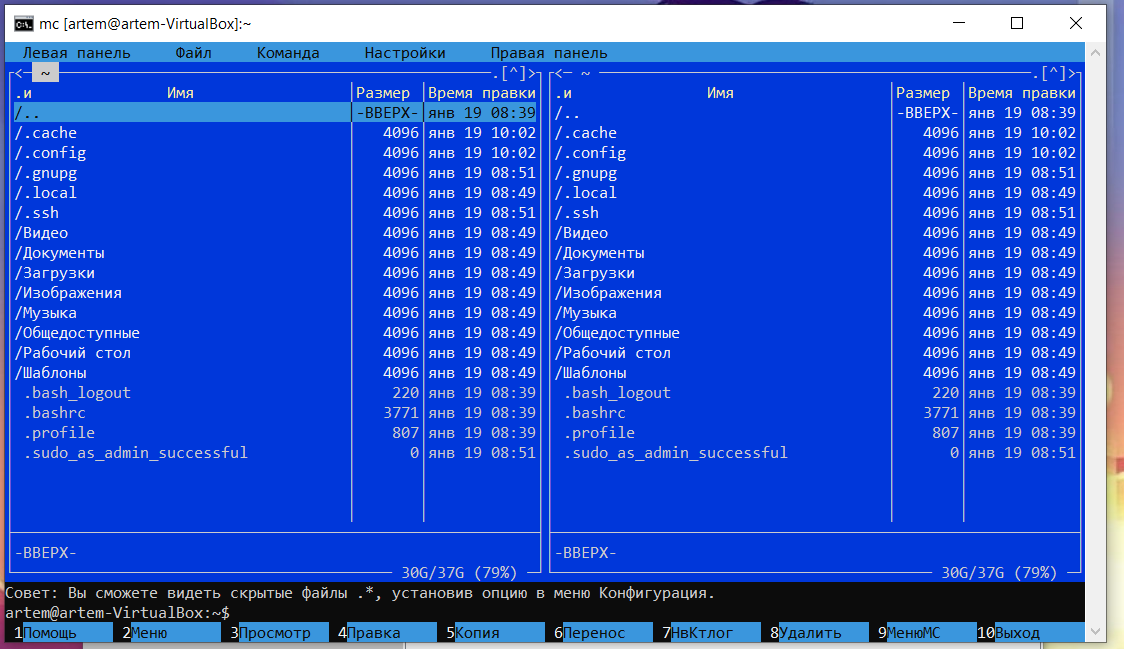 mc [artem@artem-VirtualBox]:~
Левая панель Файл Команда Настройки Правая панель
<─ ~ .[^]> <─ ~ .[^]>
.и Имя Размер Время правки .и Имя Размер Время правки
/.. -ВВЕРХ- янв 19 08:39 /.. -ВВЕРХ- янв 19 08:39
/.cache 4096 янв 19 10:02 /.cache 4096 янв 19 10:02
/.config 4096 янв 19 10:02 /.config 4096 янв 19 10:02
/.gnupg 4096 янв 19 08:51 /.gnupg 4096 янв 19 08:51
/.local 4096 янв 19 08:49 /.local 4096 янв 19 08:49
/.ssh 4096 янв 19 08:51 /.ssh 4096 янв 19 08:51
/Видео 4096 янв 19 08:49 /Видео 4096 янв 19 08:49
/Документы 4096 янв 19 08:49 /Документы 4096 янв 19 08:49
/Загрузки 4096 янв 19 08:49 /Загрузки 4096 янв 19 08:49
/Изображения 4096 янв 19 08:49 /Изображения 4096 янв 19 08:49
/Музыка 4096 янв 19 08:49 /Музыка 4096 янв 19 08:49
/Общедоступные 4096 янв 19 08:49 /Общедоступные 4096 янв 19 08:49
/Рабочий стол 4096 янв 19 08:49 /Рабочий стол 4096 янв 19 08:49
/Шаблоны 4096 янв 19 08:49 /Шаблоны 4096 янв 19 08:49
.bash_logout 220 янв 19 08:39 .bash_logout 220 янв 19 08:39
.bashrc 3771 янв 19 08:39 .bashrc 3771 янв 19 08:39
.profile 807 янв 19 08:39 .profile 807 янв 19 08:39
.sudo_as_admin_successful 0 янв 19 08:51 .sudo_as_admin_successful 0 янв 19 08:51
-ВВЕРХ- -ВВЕРХ-
30G/37G (79%) 30G/37G (79%)
Совет: Вы сможете видеть скрытые файлы .*, установив опцию в меню Конфигурация.
artem@artem-VirtualBox:~$
1Помощь 2Меню 3Просмотр 4Правка 5Копия 6Перенос 7НвКтлог 8Удалить 9МенюМС 10Выход